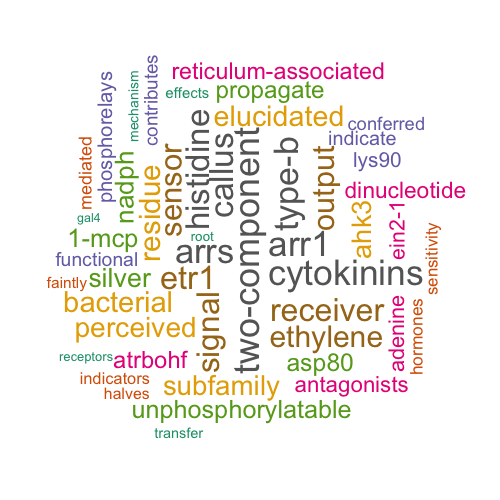 reticulum-associated
effects
propagate
contributes
mechanism
phosphorelays
elucidated
conferred
indicate
lys90
mediated
nadph
residue
sensor
histidine
callus
two-component
type-b
output
ahk3
dinucleotide
ein2-1
sensitivity
gal4
1-mcp
root
arrs
arr1
functional
faintly
silver
etr1
cytokinins
bacterial
signal
receiver
perceived
ethylene
adenine
hormones
receptors
atrbohf
asp80
indicators
halves
subfamily
antagonists
unphosphorylatable
transfer